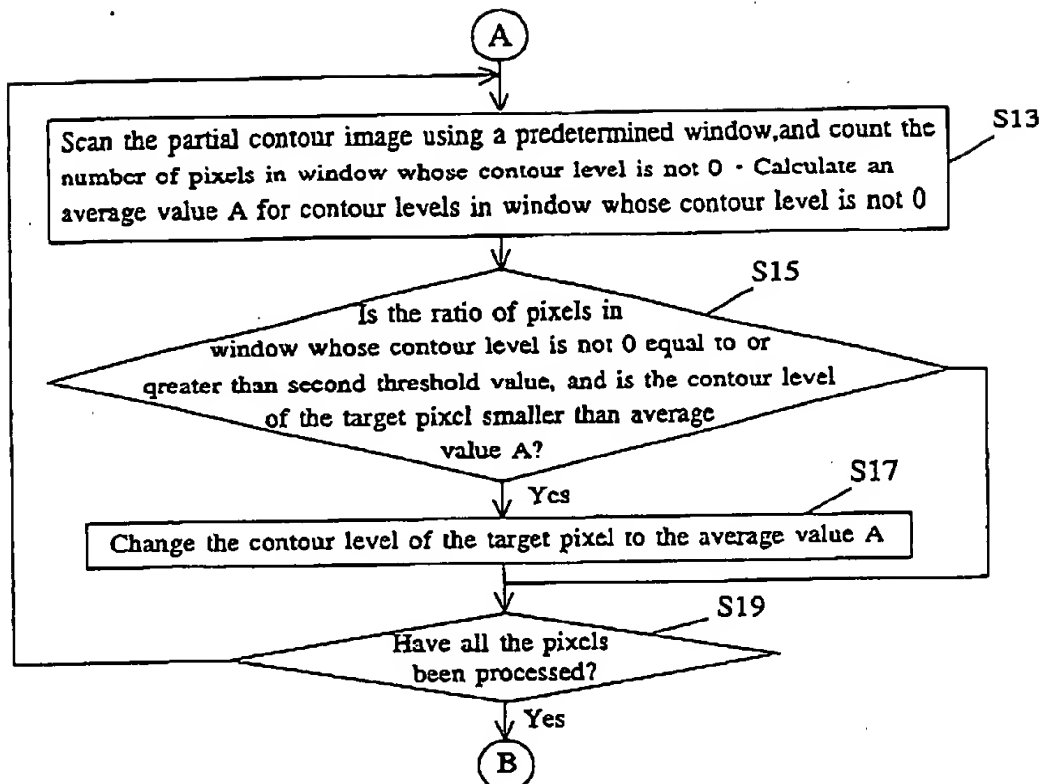 A
Scan the partial contour image using a predetermined window,and count the
number of pixels in window whose contour level is not 0 - Calculate an
average value A for contour levels in window whose contour level is not 0
S13
S15
Is the ratio of pixels in
window whose contour level is not 0 equal to or
qreater than second threshold value, and is the contour level
of the target pixel smaller than average
value A?
Yes
S17
Change the contour level of the target pixel to the average value A
S19
Have all the pixels
been processed?
Yes
B